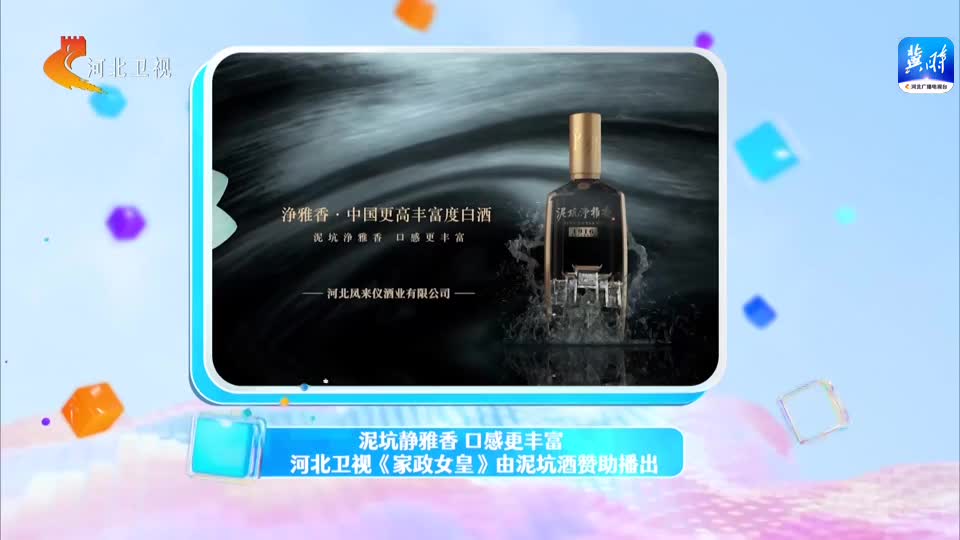 河北卫视
冀时
河北广播电视台
净雅香·中国更高丰富度白酒
泥坑净雅香 口感更丰富
河北凤来仪酒业有限公司
泥坑净雅香
1916
泥坑静雅香 口感更丰富
河北卫视《家政女皇》由泥坑酒赞助播出